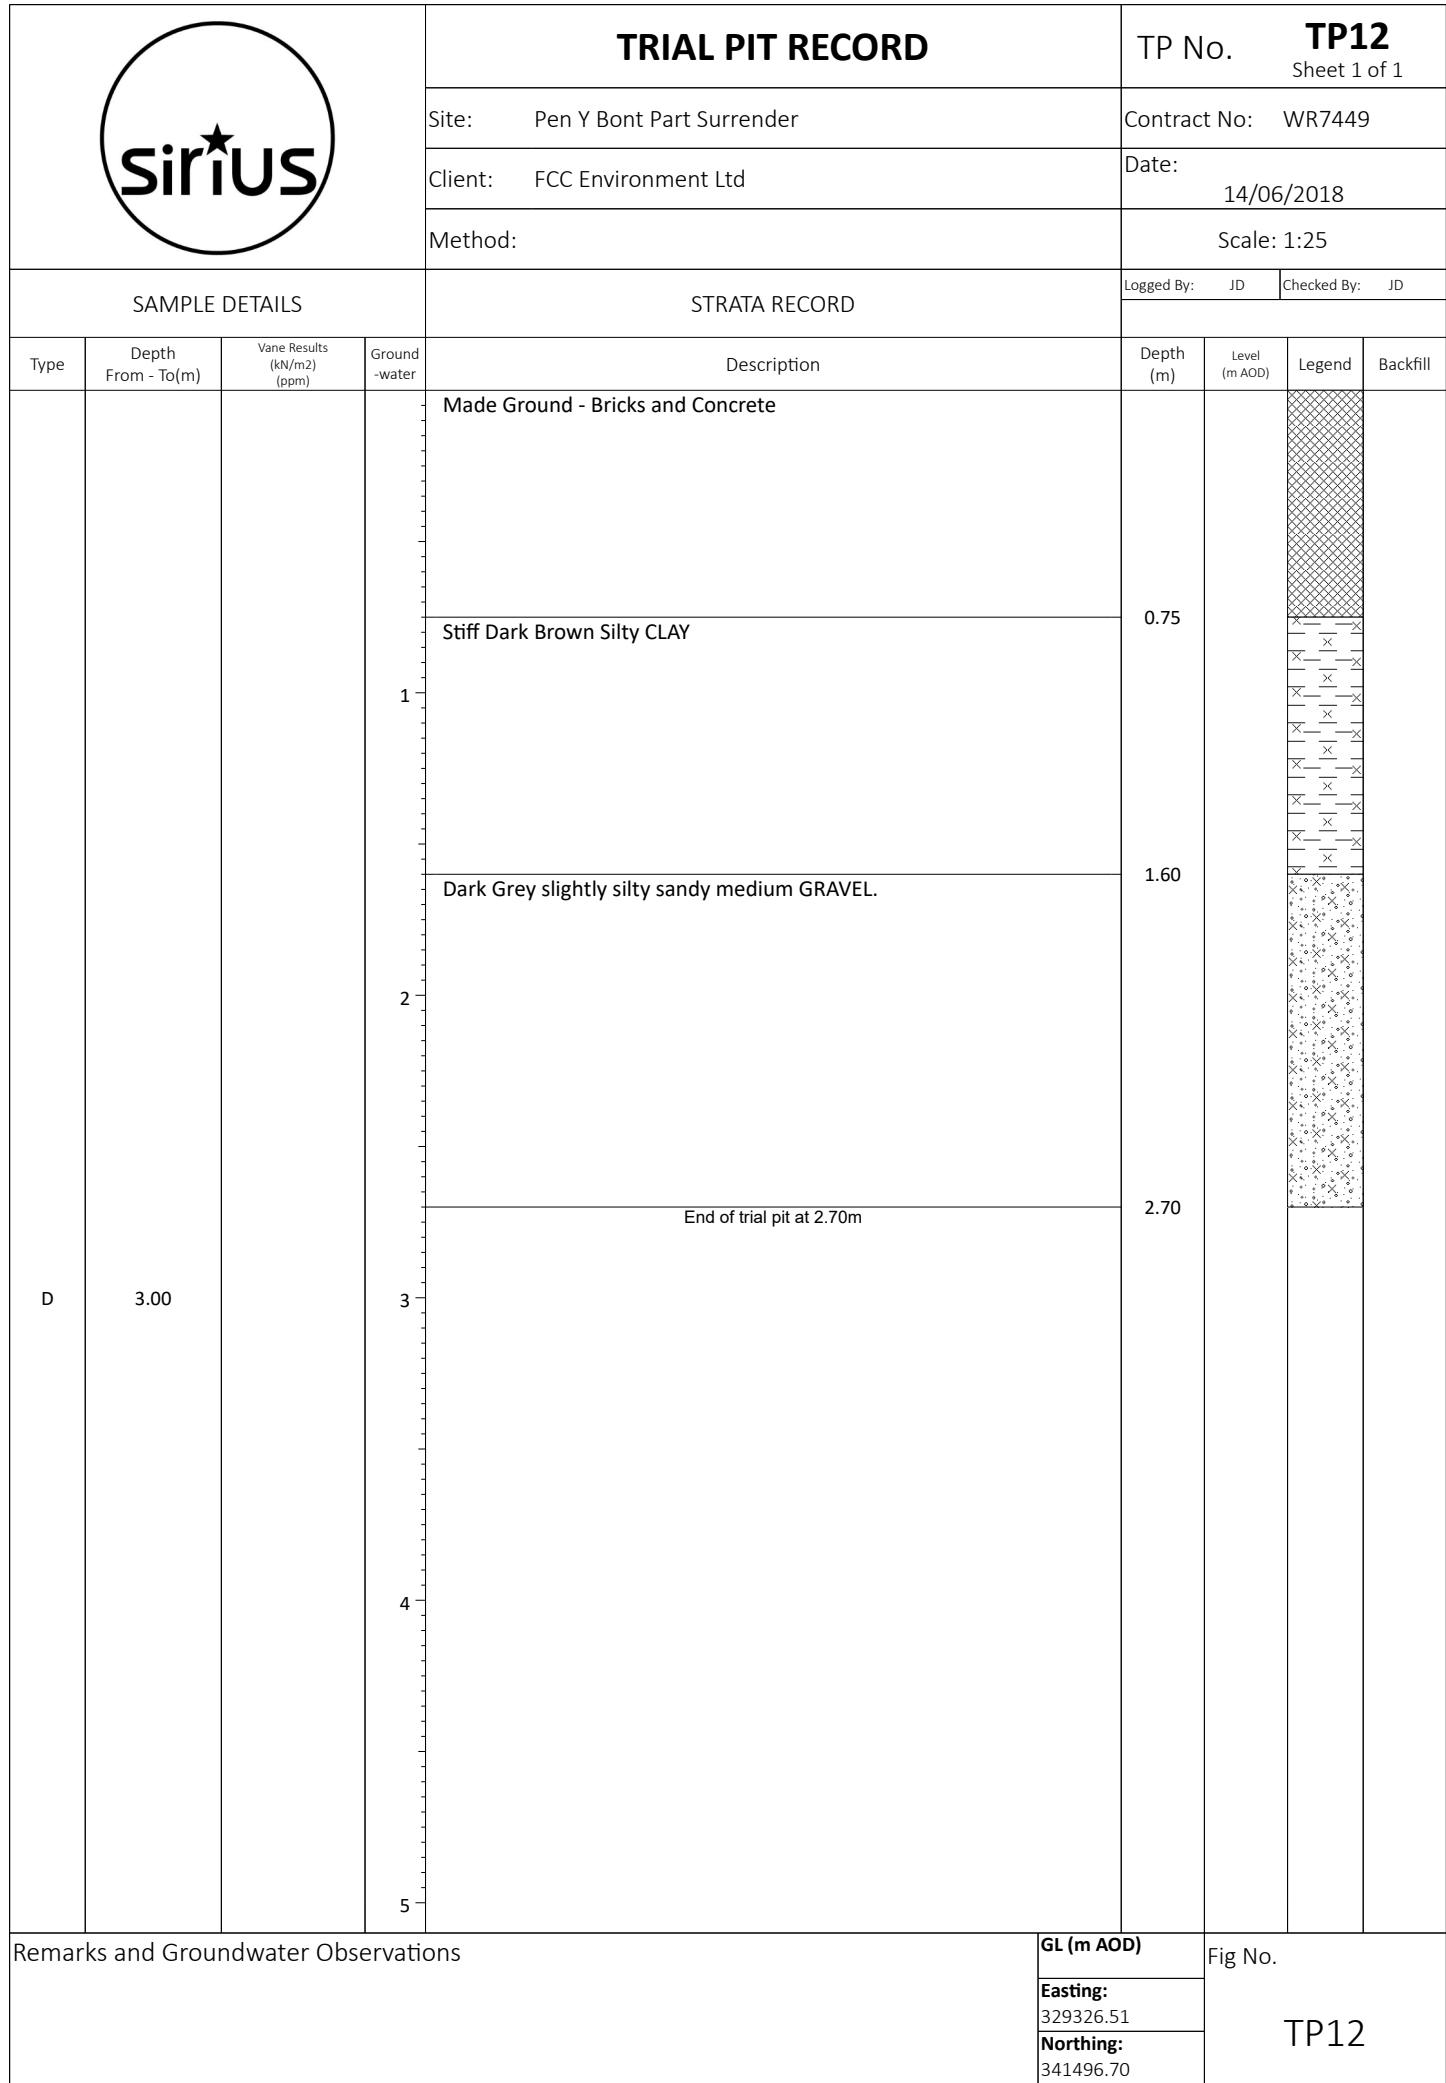 sirius
TRIAL PIT RECORD
TP No. TP12
Sheet 1 of 1
Site: Pen Y Bont Part Surrender
Contract No: WR7449
Client: FCC Environment Ltd
Date:
14/06/2018
Method:
Scale: 1:25
SAMPLE DETAILS
STRATA RECORD
Logged By: JD Checked By: JD
Type
Depth
From - To(m)
Vane Results
(kN/m2)
(ppm)
Ground
-water
Description
Depth
(m)
Level
(m AOD)
Legend
Backfill
Made Ground - Bricks and Concrete
0.75
Stiff Dark Brown Silty CLAY
1
1.60
Dark Grey slightly silty sandy medium GRAVEL.
2
2.70
End of trial pit at 2.70m
D 3.00 3
4
5
Remarks and Groundwater Observations
GL (m AOD)
Easting:
329326.51
Northing:
341496.70
Fig No.
TP12